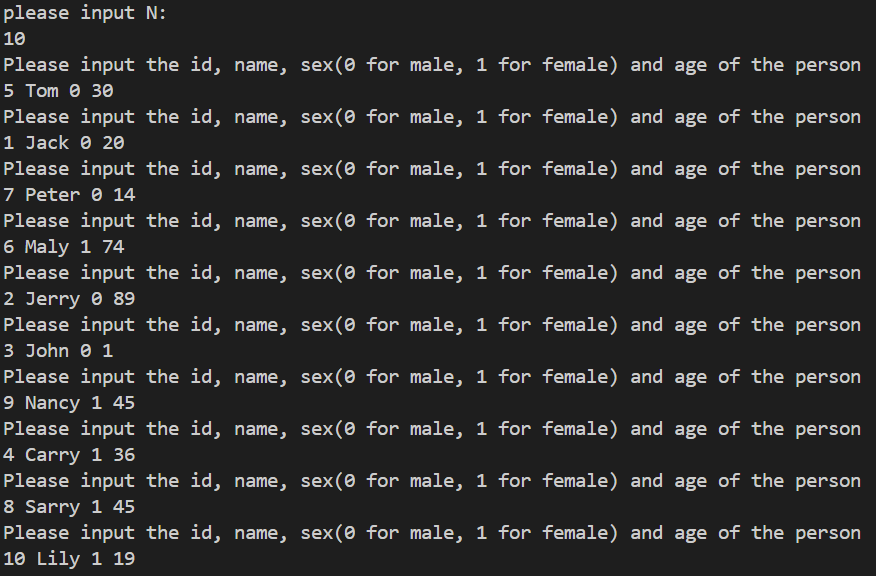 please input N:
10
Please input the id, name, sex(0 for male, 1 for female) and age of the person
5 Tom 0 30
Please input the id, name, sex(0 for male, 1 for female) and age of the person
1 Jack 0 20
Please input the id, name, sex(0 for male, 1 for female) and age of the person
7 Peter 0 14
Please input the id, name, sex(0 for male, 1 for female) and age of the person
6 Maly 1 74
Please input the id, name, sex(0 for male, 1 for female) and age of the person
2 Jerry 0 89
Please input the id, name, sex(0 for male, 1 for female) and age of the person
3 John 0 1
Please input the id, name, sex(0 for male, 1 for female) and age of the person
9 Nancy 1 45
Please input the id, name, sex(0 for male, 1 for female) and age of the person
4 Carry 1 36
Please input the id, name, sex(0 for male, 1 for female) and age of the person
8 Sarry 1 45
Please input the id, name, sex(0 for male, 1 for female) and age of the person
10 Lily 1 19